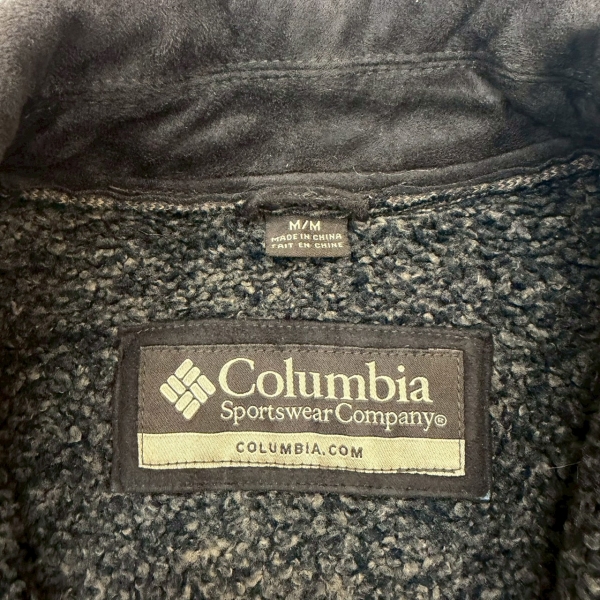 M/M
MADE IN CHINA
FAIT EN CHINE
Columbia
Sportswear Company®
COLUMBIA.COM